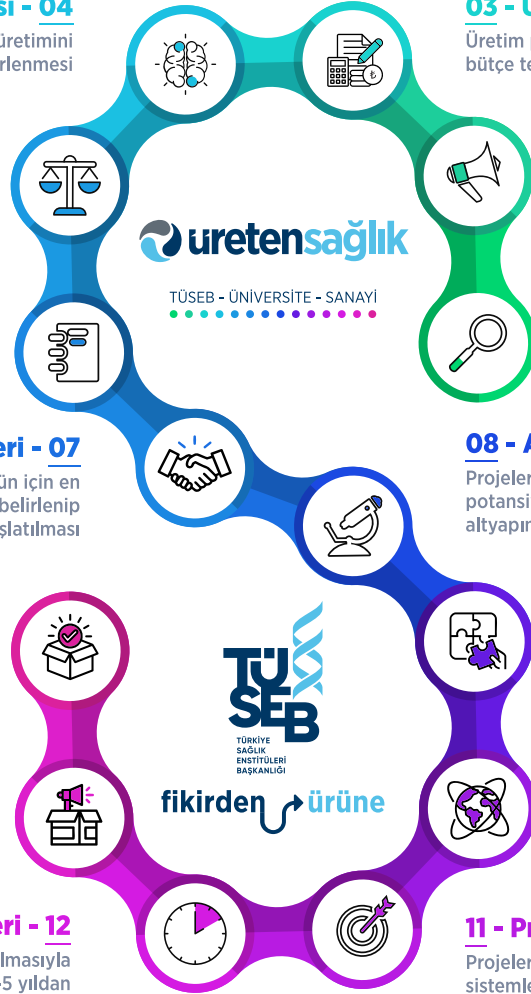 si - 04
üretimini
rlenmesi
03 - Ü
Üretim
bütçe te
üretensağlık
TÜSEB - ÜNİVERSİTE - SANAYİ
eri - 07
ün için en
belirlenip
şlatılması
08 - A
Projeler
potansi
altyapın
TÜSEB
TÜRKİYE
SAĞLIK
ENSTİTÜLERİ
BAŞKANLIĞI
fikirden ürüne
eri - 12
lmasıyla
-5 yıldan
11 - Pr
Projeler
sistemle